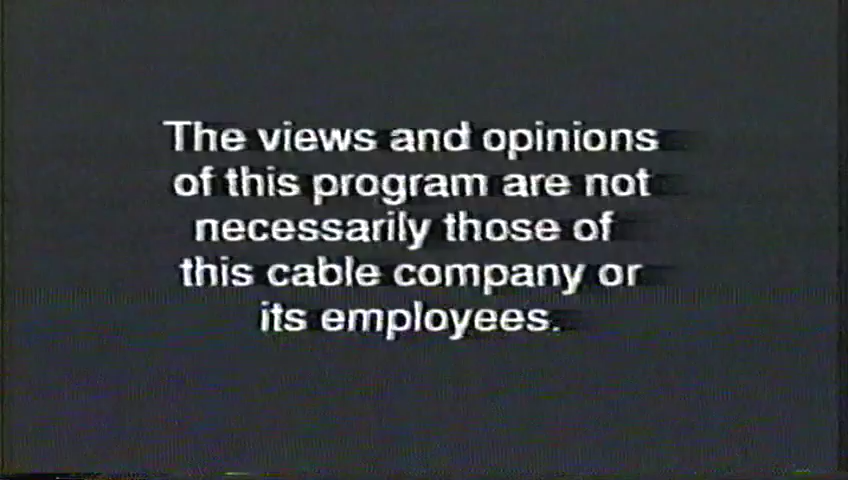 The views and opinions
of this program are not
necessarily those of
this cable company or
its employees.